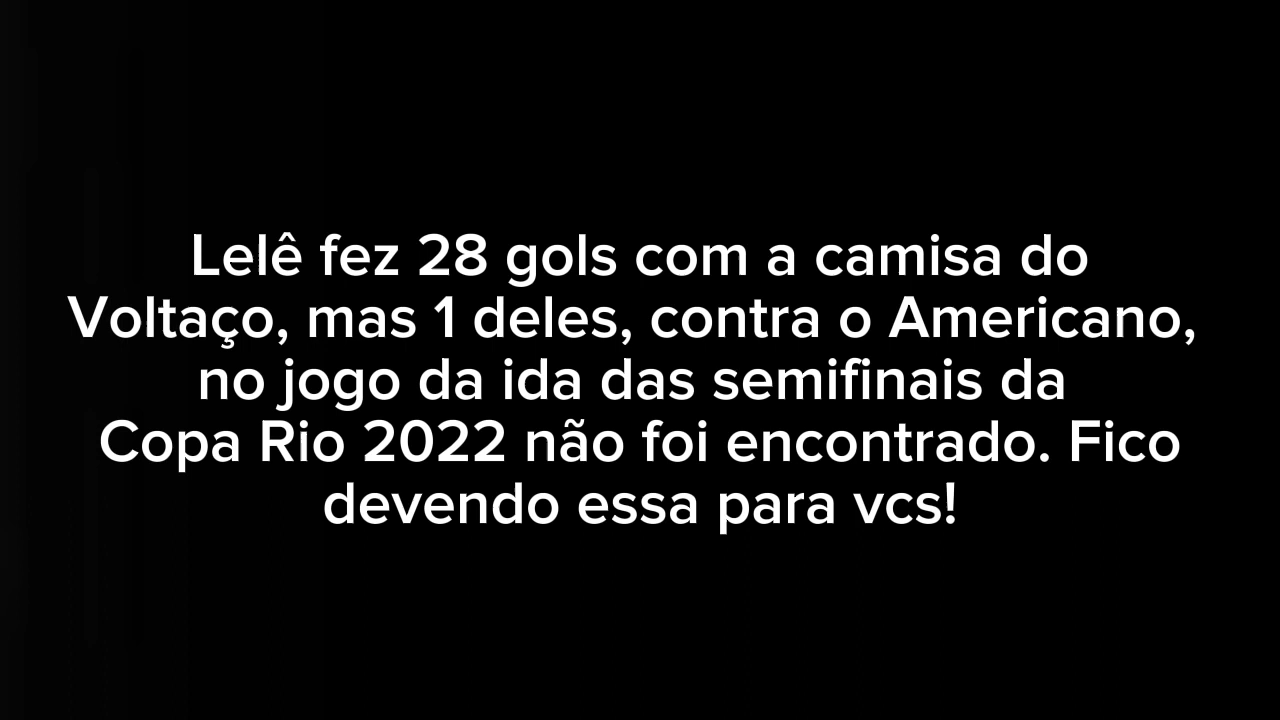 Lelê fez 28 gols com a camisa do
Voltaço, mas 1 deles, contra o Americano,
no jogo da ida das semifinais da
Copa Rio 2022 não foi encontrado. Fico
devendo essa para vcs!